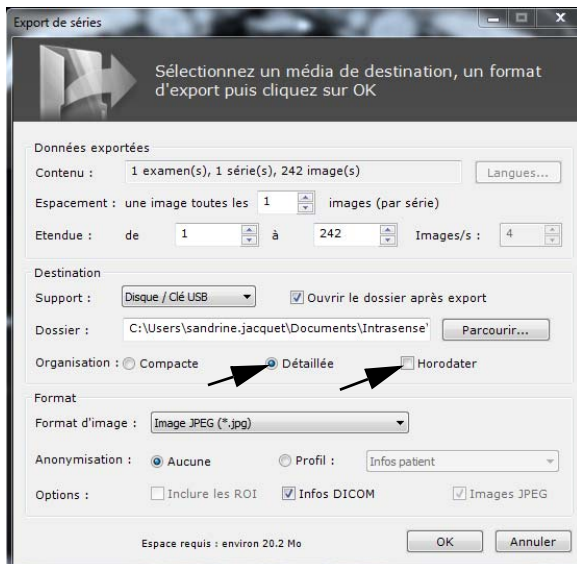 Export de séries
Sélectionnez un média de destination, un format
d'export puis cliquez sur OK
Données exportées
Contenu : 1 examen(s), 1 série(s), 242 image(s) Langues...
Espacement : une image toutes les 1 images (par série)
Etendue : de 1 à 242 Images/s : 4
Destination
Support : Disque / Clé USB Ouvrir le dossier après export
Dossier : C:\Users\sandrine.jacquet\Documents\Intrasense\ Parcourir...
Organisation : Compacte Détaillée Horodater
Format
Format d'image : Image JPEG (*.jpg)
Anonymisation : Aucune Profil : Infos patient
Options : Inclure les ROI Infos DICOM Images JPEG
Espace requis : environ 20.2 Mo OK Annuler